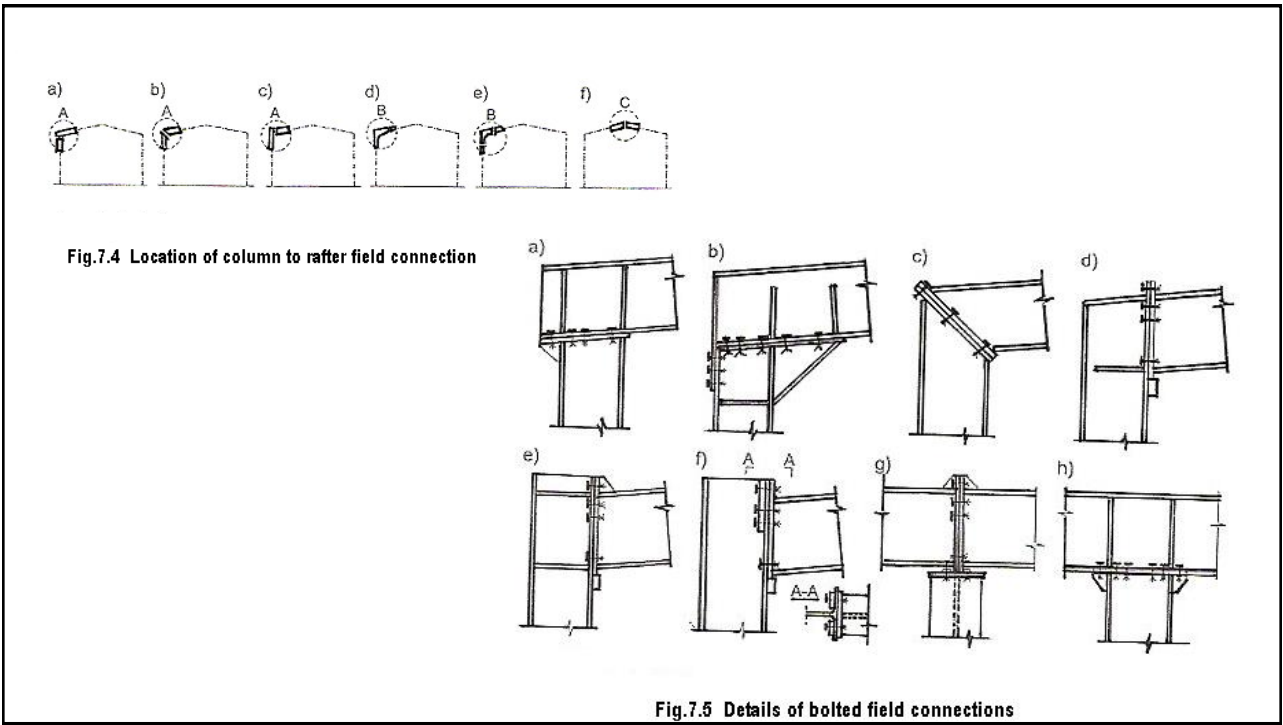 a) b) c) d) e) f)
A A A B B C
Fig.7.4 Location of column to rafter field connection
a) b) c) d)
e) f) A A g) h)
A-A
Fig.7.5 Details of bolted field connections